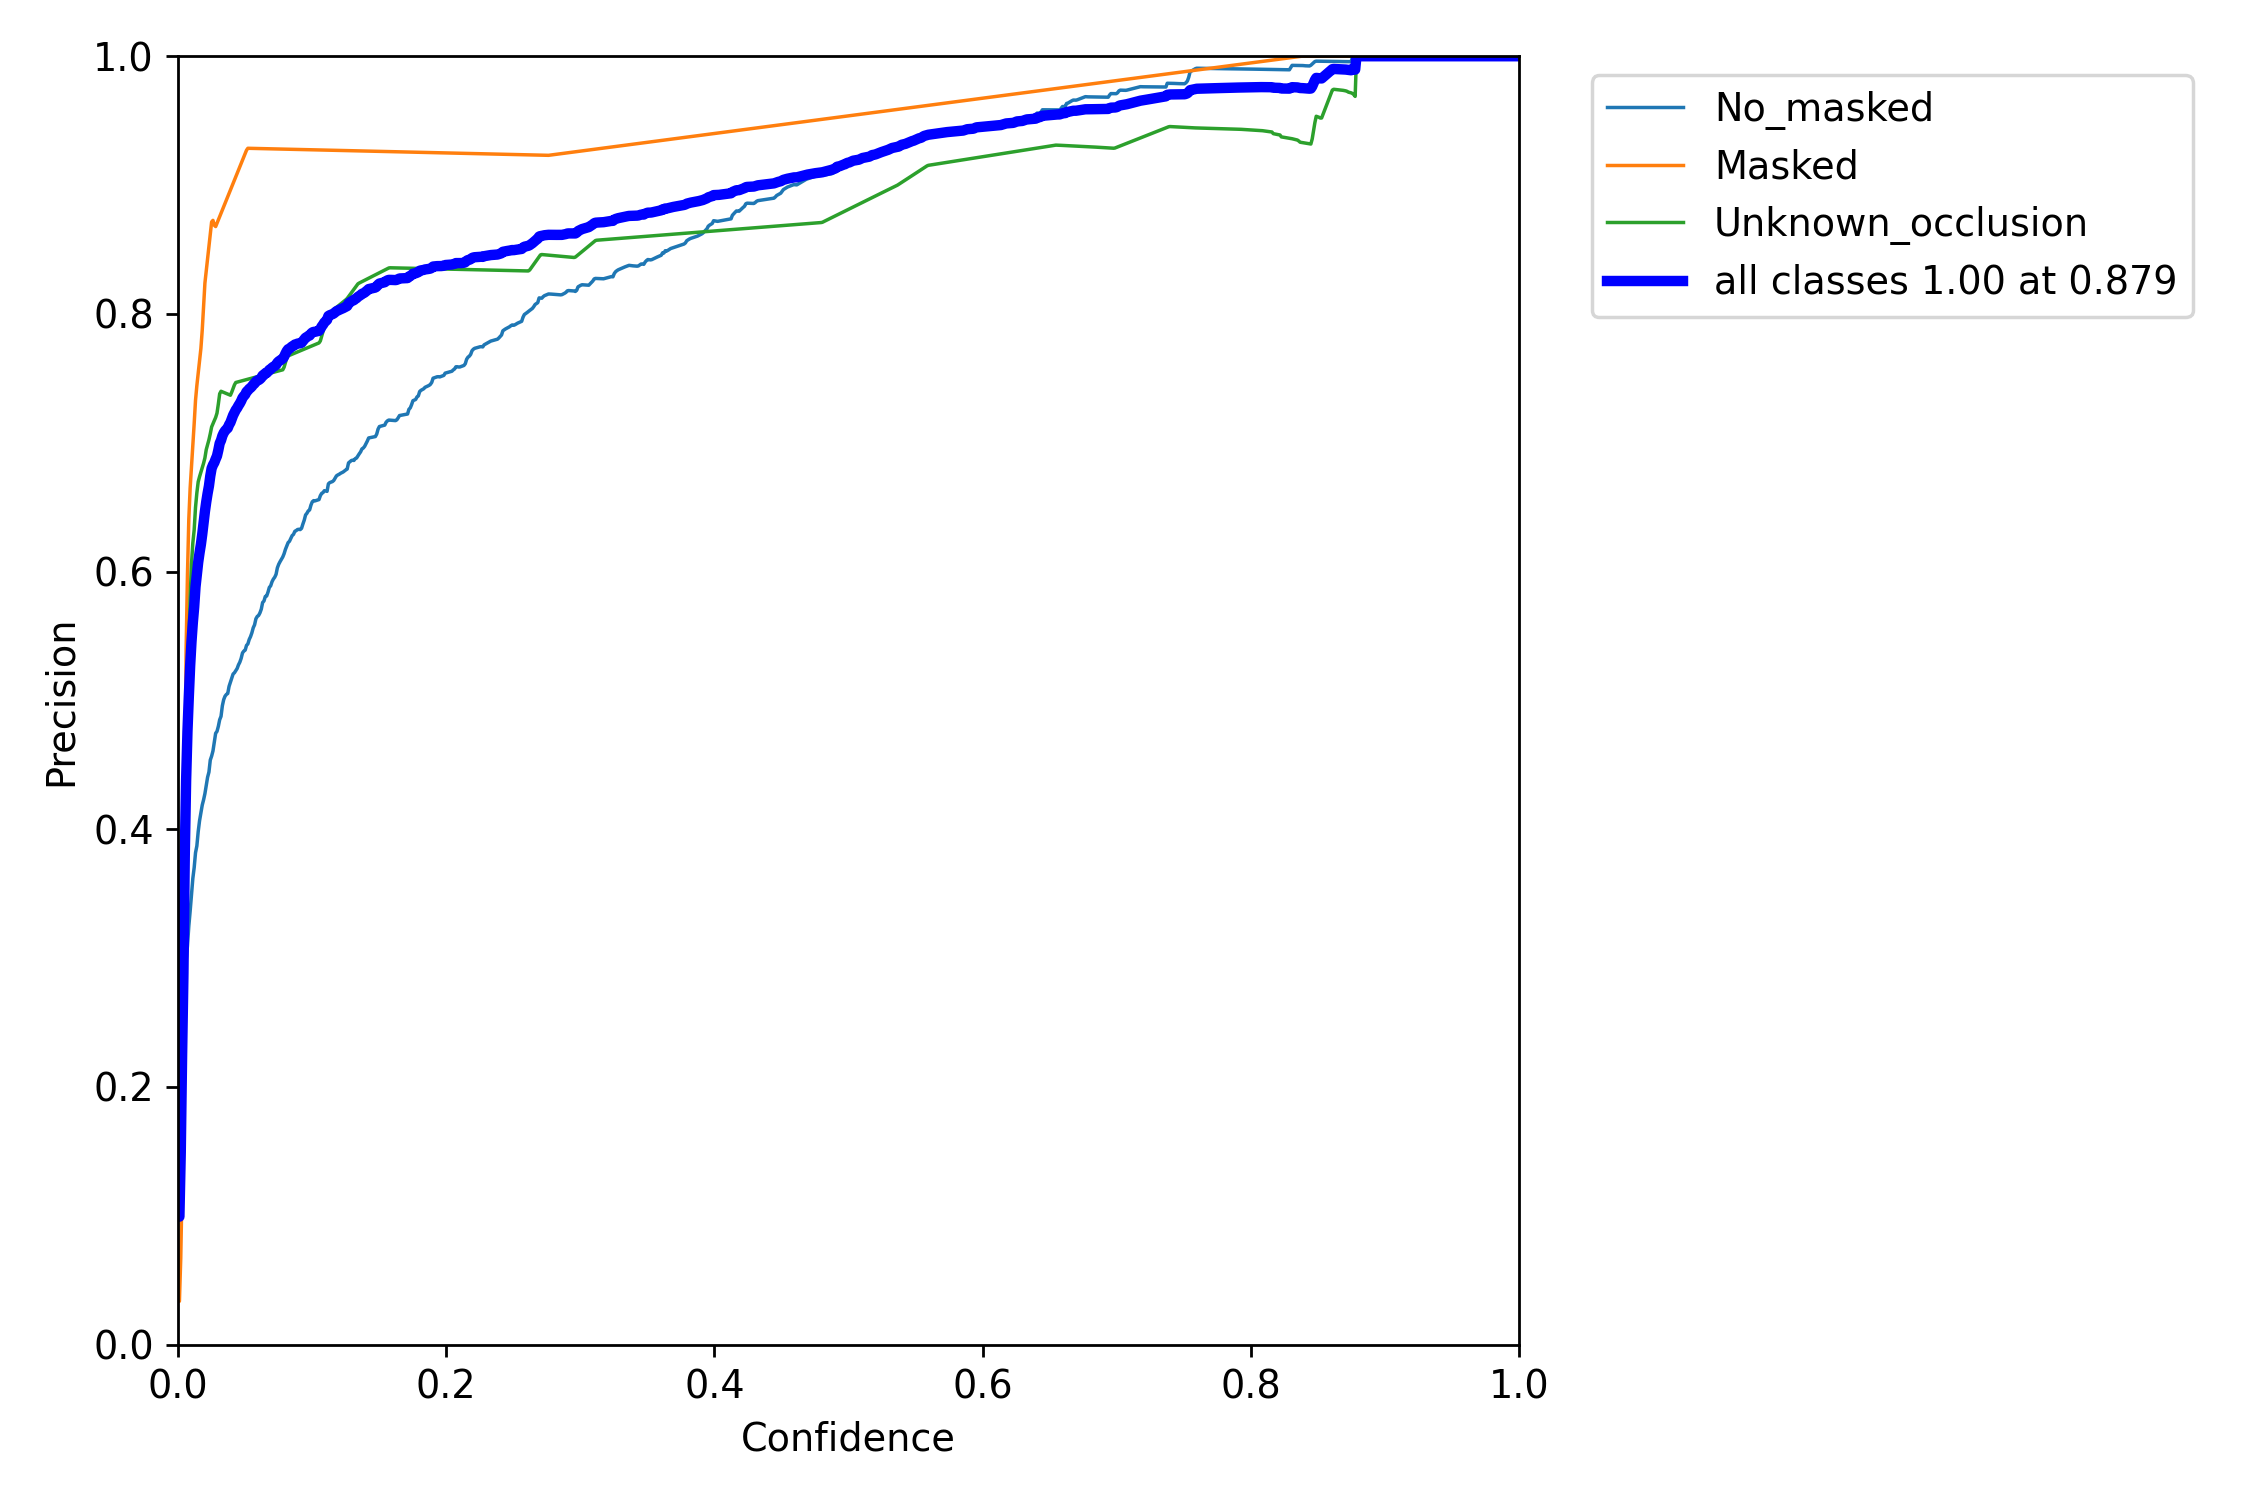 1.0
0.8
0.6
0.4
0.2
0.0
Precision
0.0 0.2 0.4 0.6 0.8 1.0
Confidence
No_masked
Masked
Unknown_occlusion
all classes 1.00 at 0.879